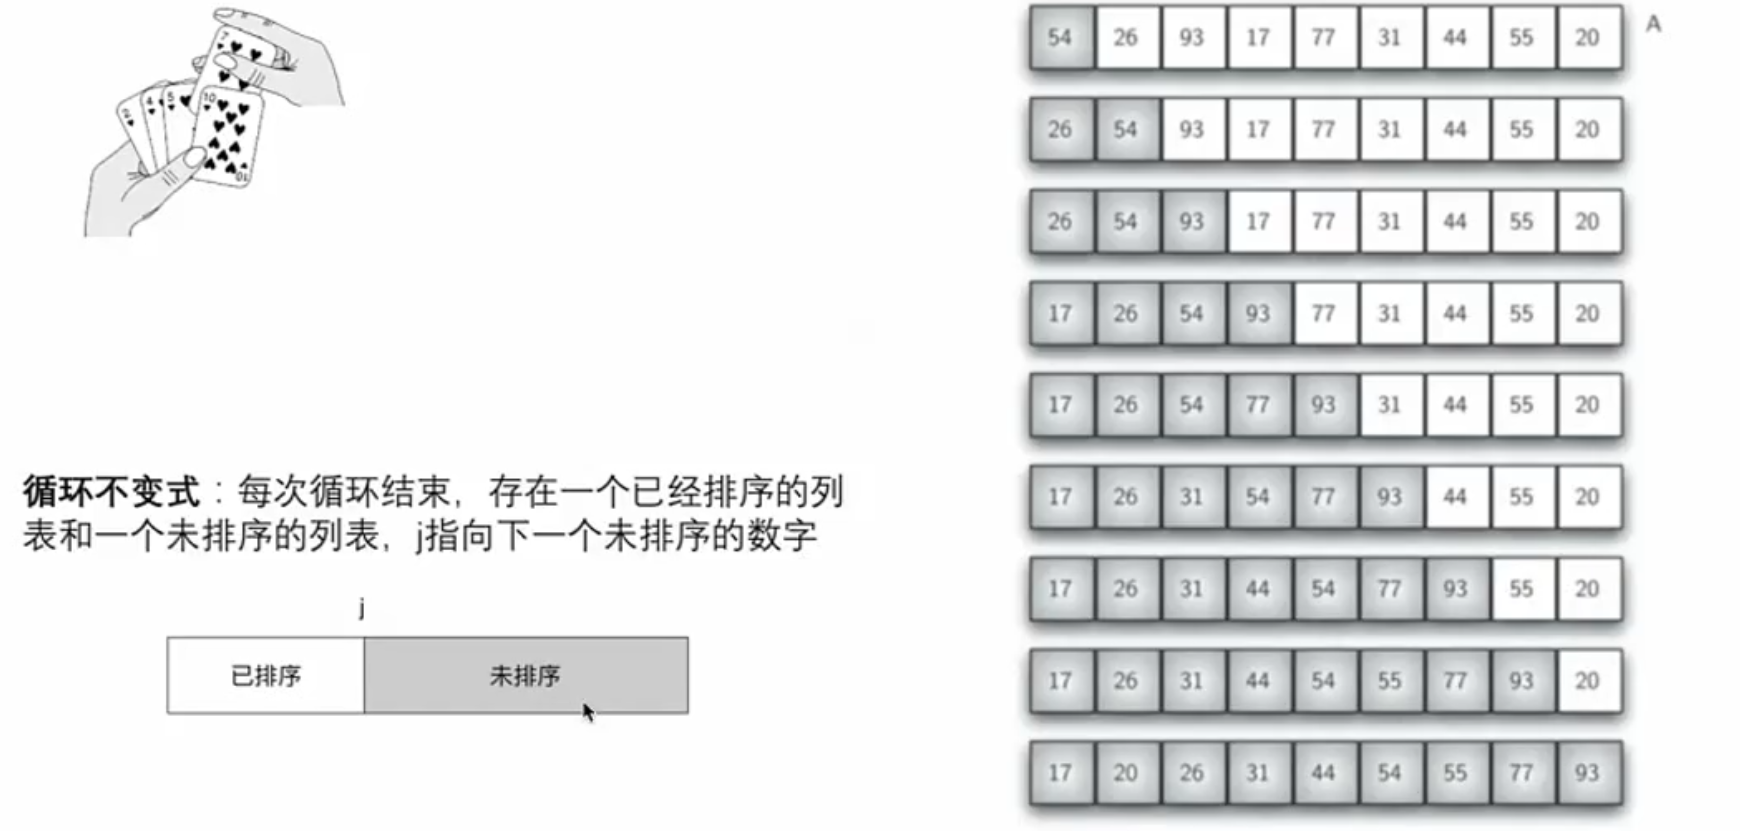 7
2
4
5
10
10
循环不变式：每次循环结束，存在一个已经排序的列
表和一个未排序的列表，j指向下一个未排序的数字
j
已排序 未排序
A
54 26 93 17 77 31 44 55 20
26 54 93 17 77 31 44 55 20
26 54 93 17 77 31 44 55 20
17 26 54 93 77 31 44 55 20
17 26 54 77 93 31 44 55 20
17 26 31 54 77 93 44 55 20
17 26 31 44 54 77 93 55 20
17 26 31 44 54 55 77 93 20
17 20 26 31 44 54 55 77 93